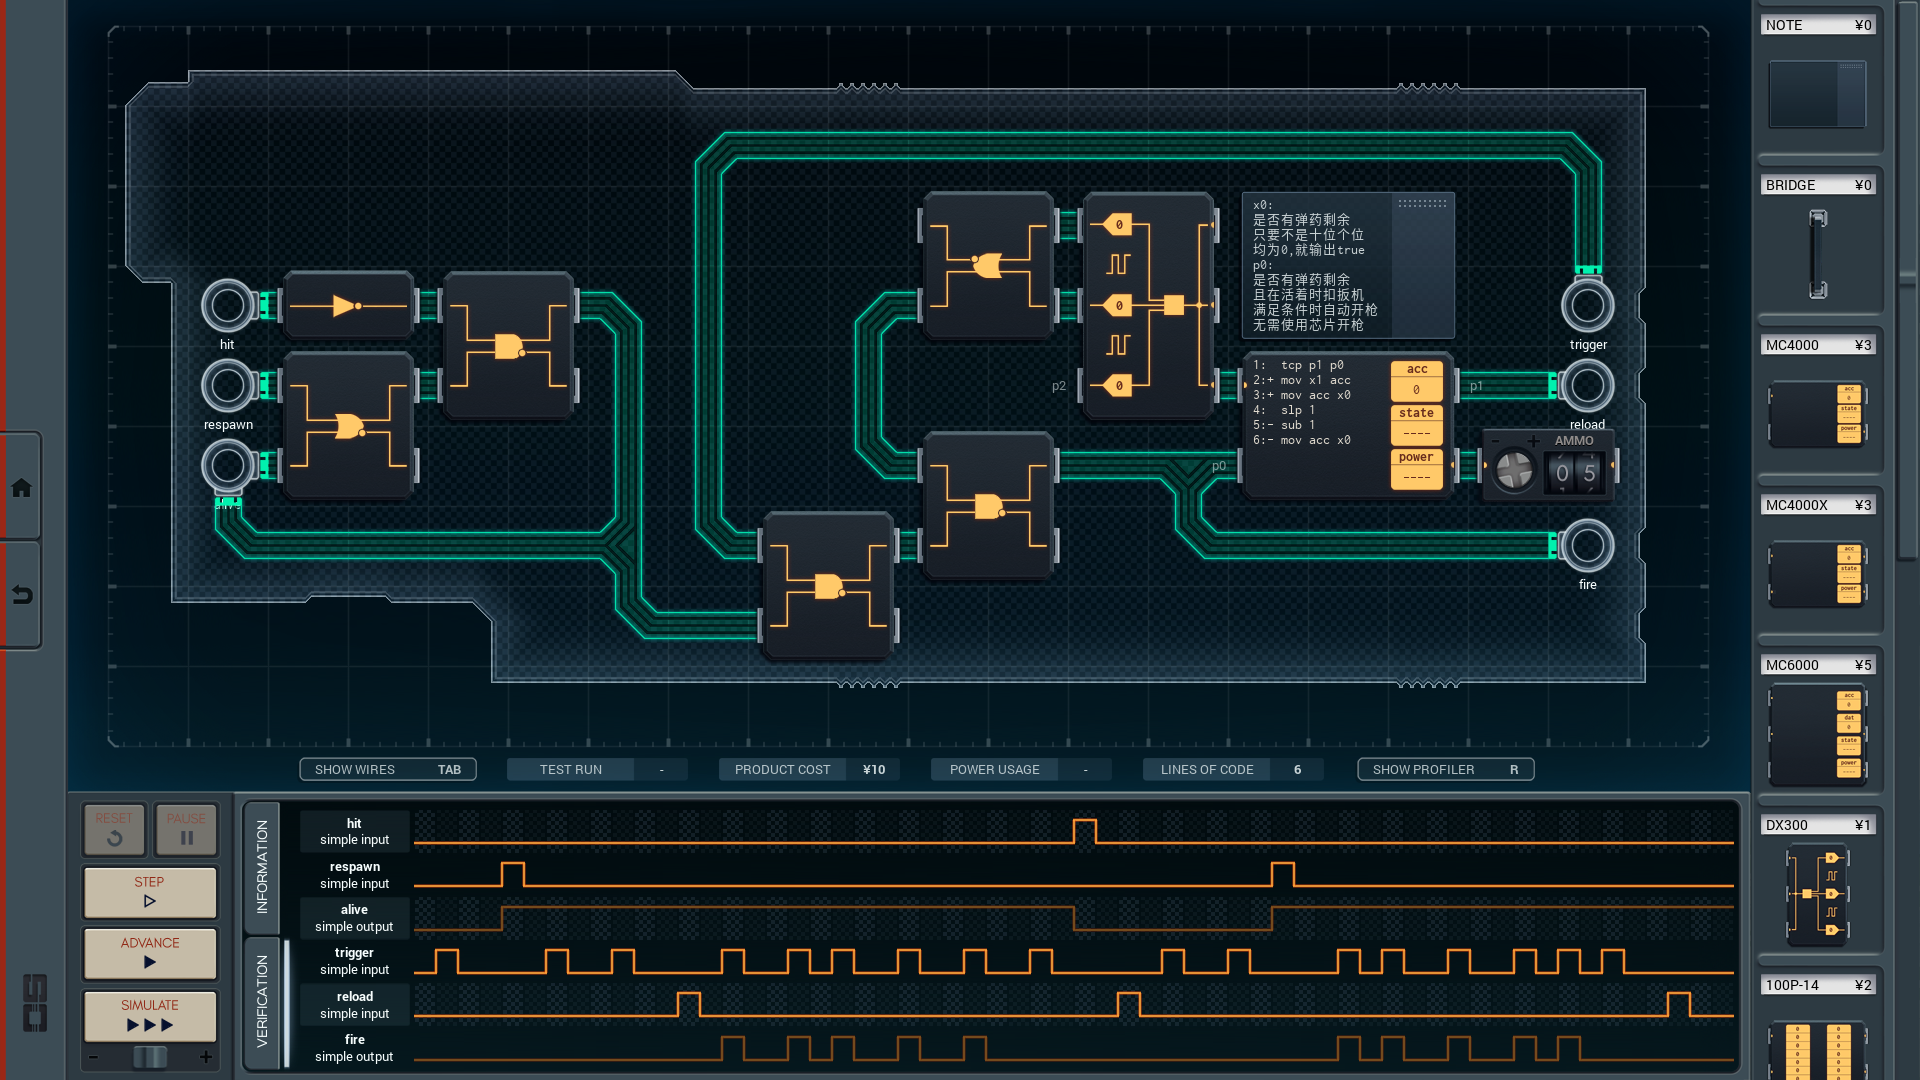 NOTE ¥0
BRIDGE ¥0
MC4000 ¥3
MC4000X ¥3
MC6000 ¥5
DX300 ¥1
100P-14 ¥2
hit
respawn
x0:
是否有弹药剩余
只要不是十位个位
均为0,就输出true
p0:
是否有弹药剩余
且在活着时扣扳机
满足条件时自动开枪
无需使用芯片开枪
0
0
0
p2
1: tcp p1 p0
2:+ mov x1 acc
3:+ mov acc x0
4: slp 1
5:- sub 1
6:- mov acc x0
acc
0
state
----
power
----
p1
p0
trigger
reload
AMMO
- +
0 5
fire
SHOW WIRES TAB
TEST RUN -
PRODUCT COST ¥10
POWER USAGE -
LINES OF CODE 6
SHOW PROFILER R
RESET
PAUSE
STEP
ADVANCE
SIMULATE
- +
INFORMATION
VERIFICATION
hit
simple input
respawn
simple input
alive
simple output
trigger
simple input
reload
simple input
fire
simple output